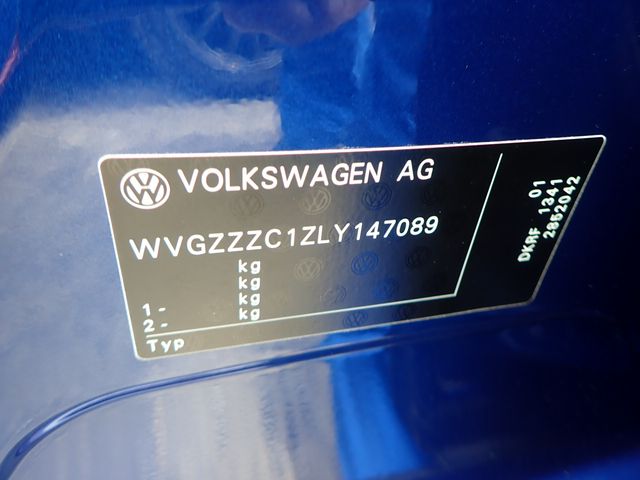 VOLKSWAGEN AG
WVGZZZC1ZLY147089
kg
kg
1- kg
2- kg
Typ
DKRF 01
1341
2852042